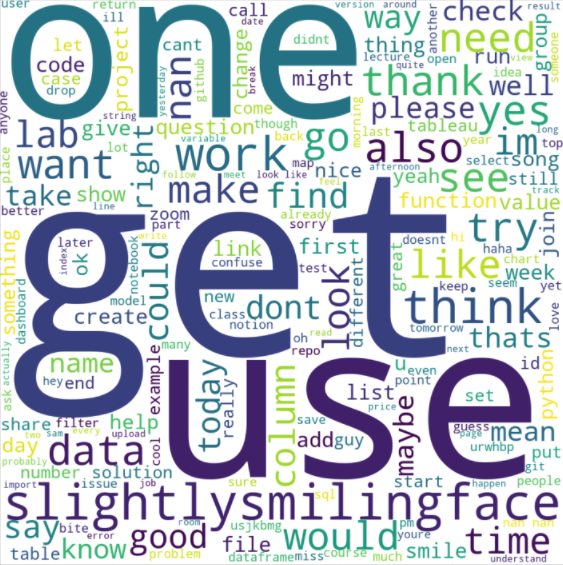 user return call date version around result
ill let project cant didnt lecture open another someone
one way check need
code thing group
case github change might quite idea view
drop nan yesterday break come thank run well
anyone string variable though back morning please yes
lab give question last tableau year top
want right work go also im song
place lot map nice select long
follow meet look like yeah see still
take show make find feel function value
better line zoom already sorry great hi doesnt try join
something part link first haha track
index later ok confuse test like chart week
notebook write look different keep seem yet
dashboard model create could new class notion dont think thats love
get tomorrow
ask actually hey end name many oh repo read next id python
use
share example today really column list u even point set
day filter help add guy maybe guess mean
two sam every cool save price page urwhbp put
probably upload number solution sure start git people
data import job issue sql happen
slightlysmilingface
say bite room good usjkbmg would pm youre smile time
table know error file nan nan
problem dataframe miss course much understand